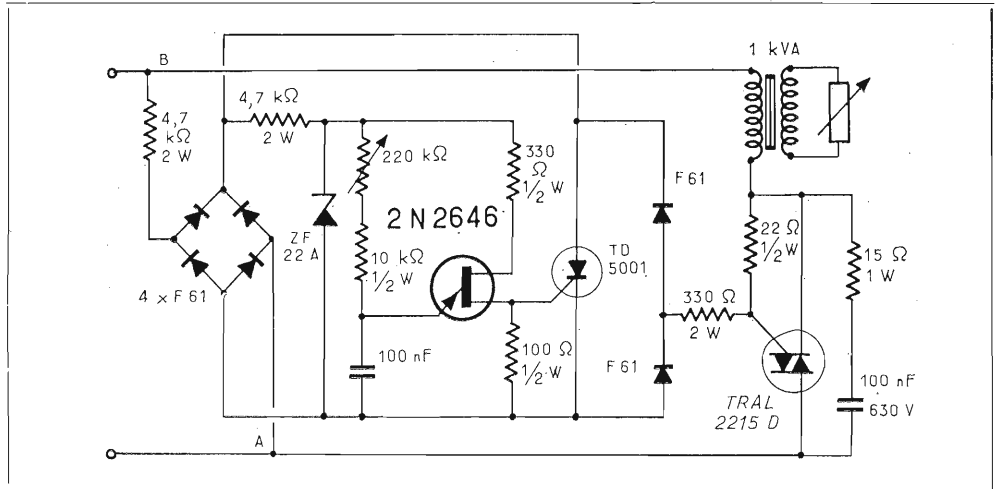 B
1 kVA
4,7
kΩ
2 W
4,7 kΩ
2 W
220 kΩ
330
Ω
1/2 W
F 61
2N2646
ZF
22 A
10 kΩ
1/2 W
TD
5001
22 Ω
1/2 W
15 Ω
1 W
4 x F 61
330 Ω
2 W
100 nF
100 Ω
1/2 W
F 61
TRAL
2215 D
100 nF
630 V
A